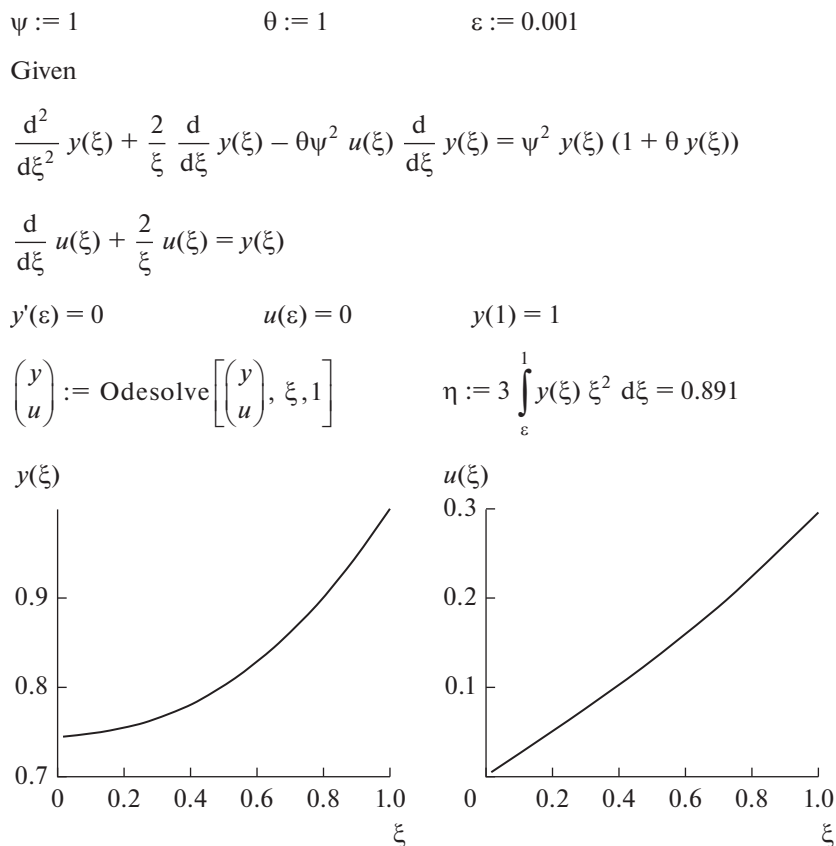 ψ := 1 θ := 1 ε := 0.001
Given
d²/dξ² y(ξ) + 2/ξ d/dξ y(ξ) – θψ² u(ξ) d/dξ y(ξ) = ψ² y(ξ) (1 + θ y(ξ))
d/dξ u(ξ) + 2/ξ u(ξ) = y(ξ)
y'(ε) = 0 u(ε) = 0 y(1) = 1
(y u) := Odesolve[(y u), ξ,1] η := 3 ∫ε^1 y(ξ) ξ² dξ = 0.891
y(ξ)
0.9
0.8
0.7
0 0.2 0.4 0.6 0.8 1.0
ξ
u(ξ)
0.3
0.2
0.1
0 0.2 0.4 0.6 0.8 1.0
ξ